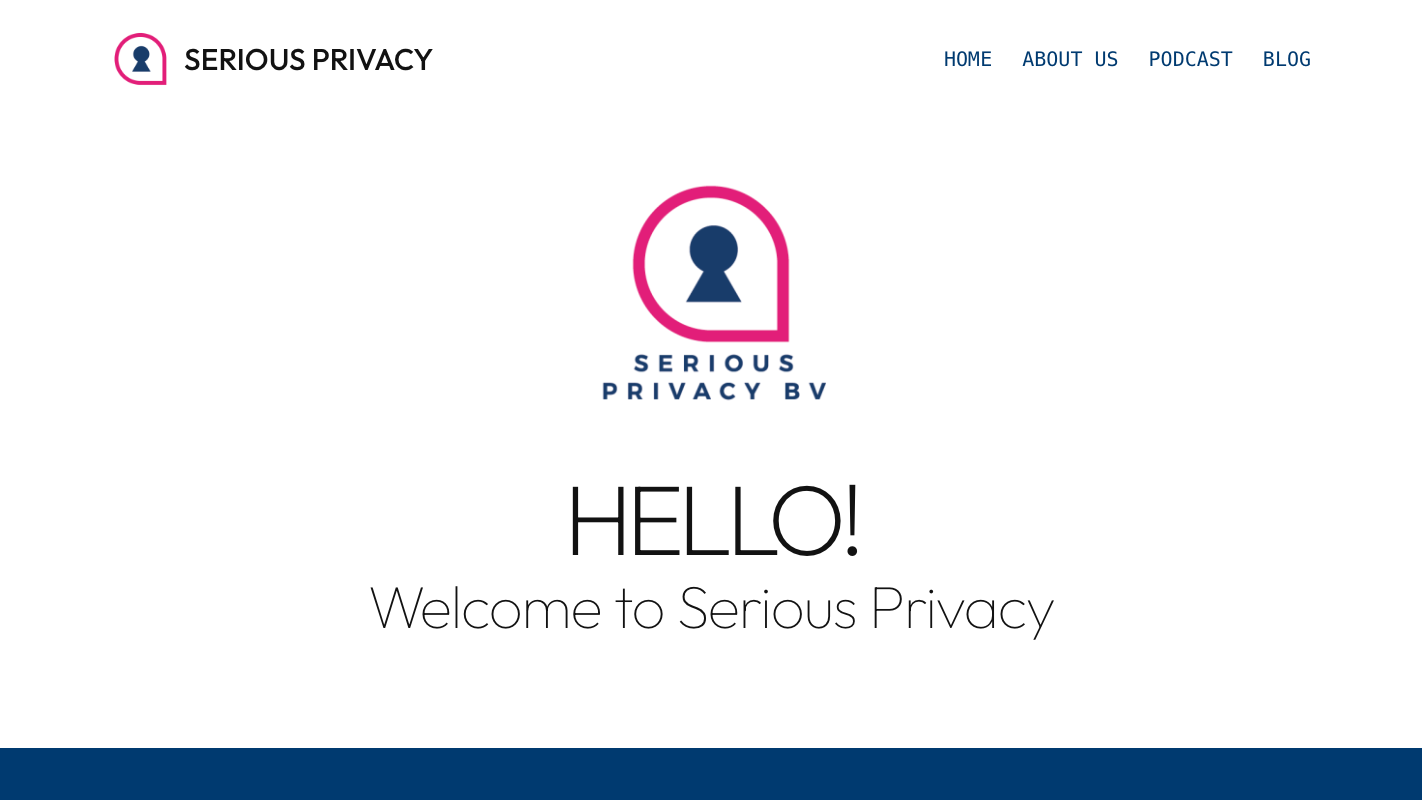 SERIOUS PRIVACY
HOME ABOUT US PODCAST BLOG
SERIOUS
PRIVACY BV
HELLO!
Welcome to Serious Privacy